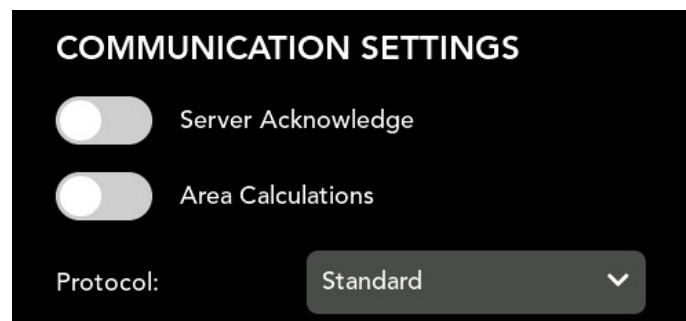 COMMUNICATION SETTINGS
Server Acknowledge
Area Calculations
Protocol: Standard